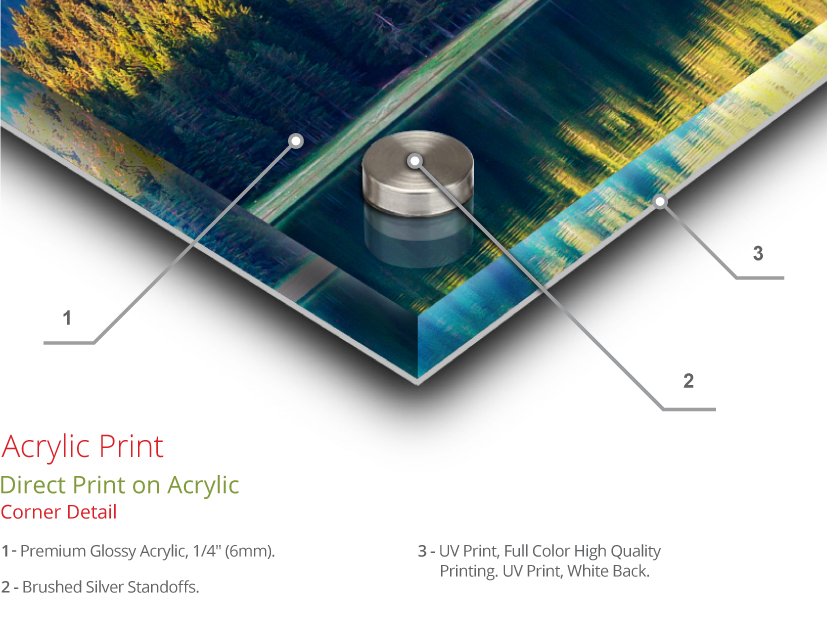 1
3
2
Acrylic Print
Direct Print on Acrylic
Corner Detail
1- Premium Glossy Acrylic, 1/4" (6mm).
2 - Brushed Silver Standoffs.
3 - UV Print, Full Color High Quality
Printing. UV Print, White Back.